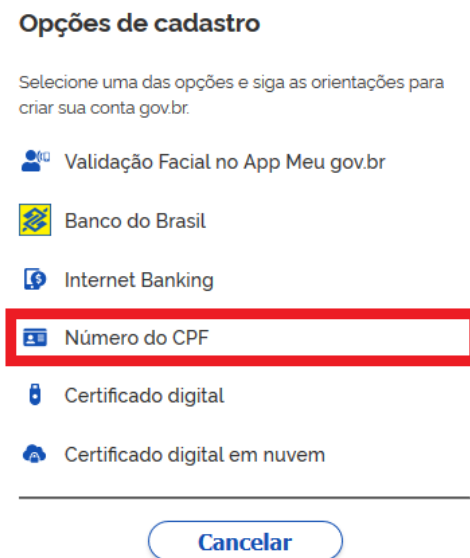 Opções de cadastro
Selecione uma das opções e siga as orientações para
criar sua conta gov.br.
Validação Facial no App Meu gov.br
Banco do Brasil
Internet Banking
Número do CPF
Certificado digital
Certificado digital em nuvem
Cancelar